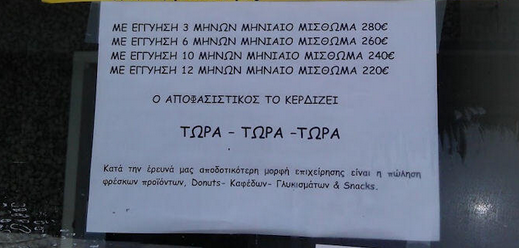 ΜΕ ΕΓΓΥΗΣΗ 3 ΜΗΝΩΝ ΜΗΝΙΑΙΟ ΜΙΣΘΩΜΑ 280€
ΜΕ ΕΓΓΥΗΣΗ 6 ΜΗΝΩΝ ΜΗΝΙΑΙΟ ΜΙΣΘΩΜΑ 260€
ΜΕ ΕΓΓΥΗΣΗ 10 ΜΗΝΩΝ ΜΗΝΙΑΙΟ ΜΙΣΘΩΜΑ 240€
ΜΕ ΕΓΓΥΗΣΗ 12 ΜΗΝΩΝ ΜΗΝΑΙΟ ΜΙΣΘΩΜΑ 220€
Ο ΑΠΟΦΑΣΙΣΤΙΚΟΣ ΤΟ ΚΕΡΔΙΖΕΙ
ΤΩΡΑ – ΤΩΡΑ –ΤΩΡΑ
Κατά την έρευνά μας αποδοτικότερη μορφή επιχείρησης είναι η πώληση
φρέσκων προϊόντων, Donuts- Καφέδων- Γλυκισμάτων & Snacks.